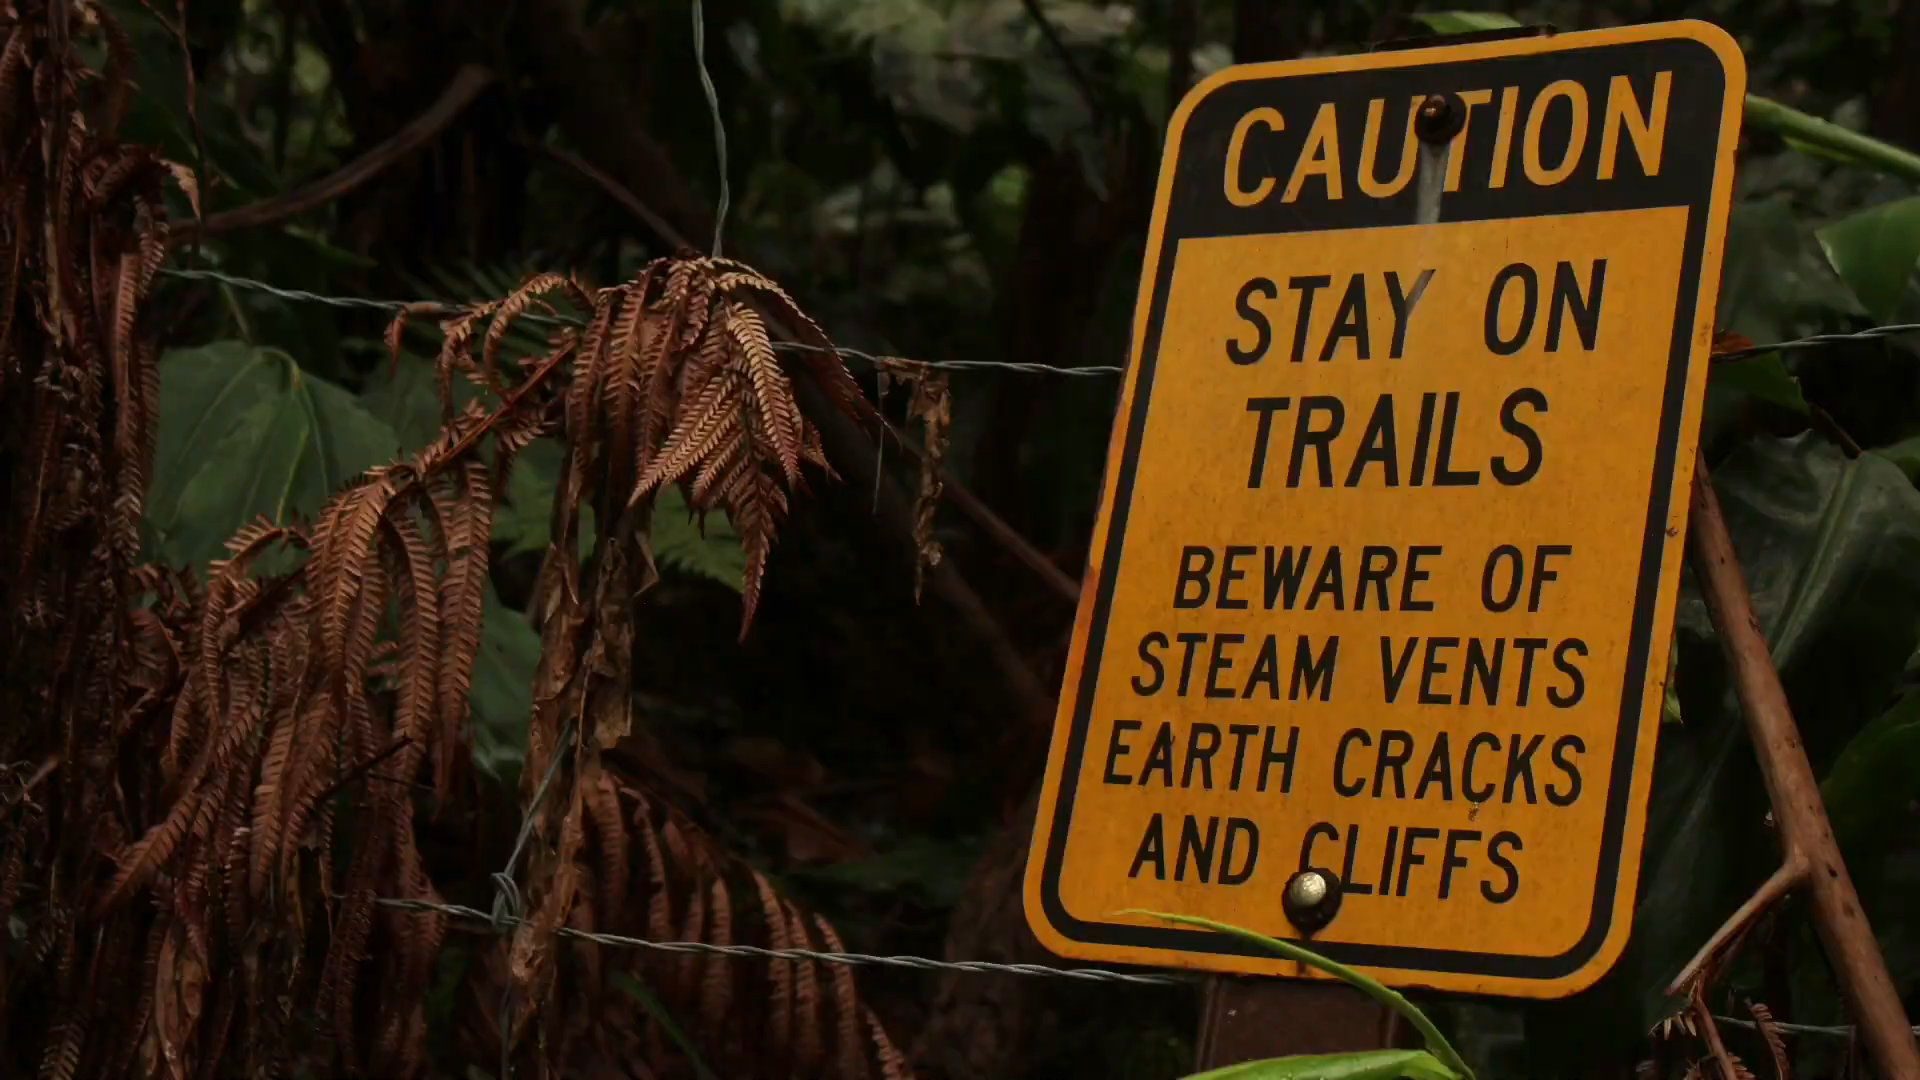 CAUTION
STAY ON
TRAILS
BEWARE OF
STEAM VENTS
EARTH CRACKS
AND CLIFFS